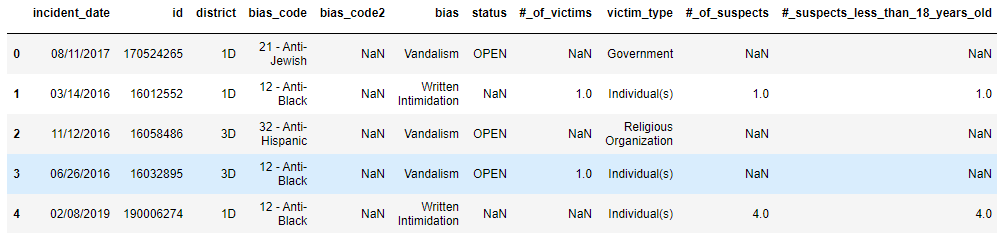 incident_date id district bias_code bias_code2 bias status #_of_victims victim_type #_of_suspects #_suspects_less_than_18_years_old
0 08/11/2017 170524265 1D 21 - Anti-Jewish NaN Vandalism OPEN NaN Government NaN NaN
1 03/14/2016 16012552 1D 12 - Anti-Black NaN Written Intimidation NaN 1.0 Individual(s) 1.0 1.0
2 11/12/2016 16058486 3D 32 - Anti-Hispanic NaN Vandalism OPEN NaN Religious Organization NaN NaN
3 06/26/2016 16032895 3D 12 - Anti-Black NaN Vandalism OPEN 1.0 Individual(s) NaN NaN
4 02/08/2019 190006274 1D 12 - Anti-Black NaN Written Intimidation NaN NaN Individual(s) 4.0 4.0